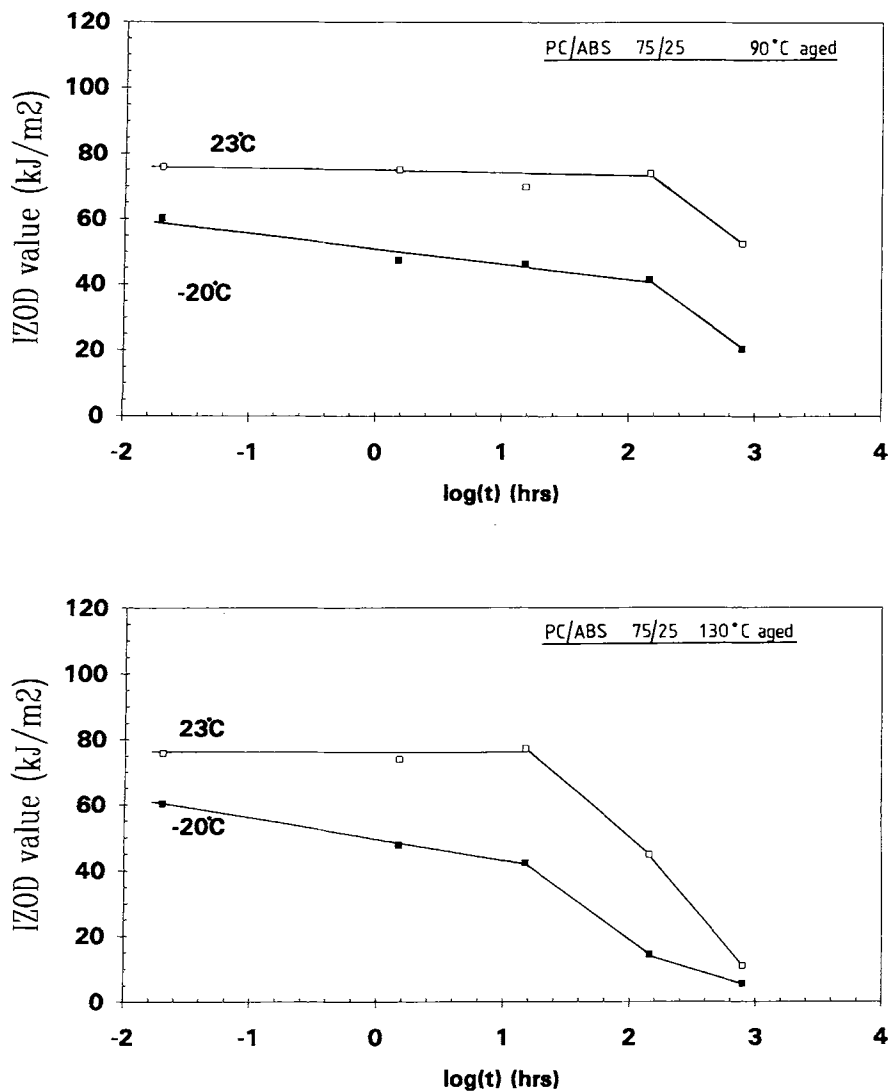 120
PC/ABS 75/25 90°C aged
100
80
23°C
60
40
-20°C
20
0
IZOD value (kJ/m2)
-2 -1 0 1 2 3 4
log(t) (hrs)
120
PC/ABS 75/25 130°C aged
100
80
23°C
60
-20°C
40
20
0
IZOD value (kJ/m2)
-2 -1 0 1 2 3 4
log(t) (hrs)